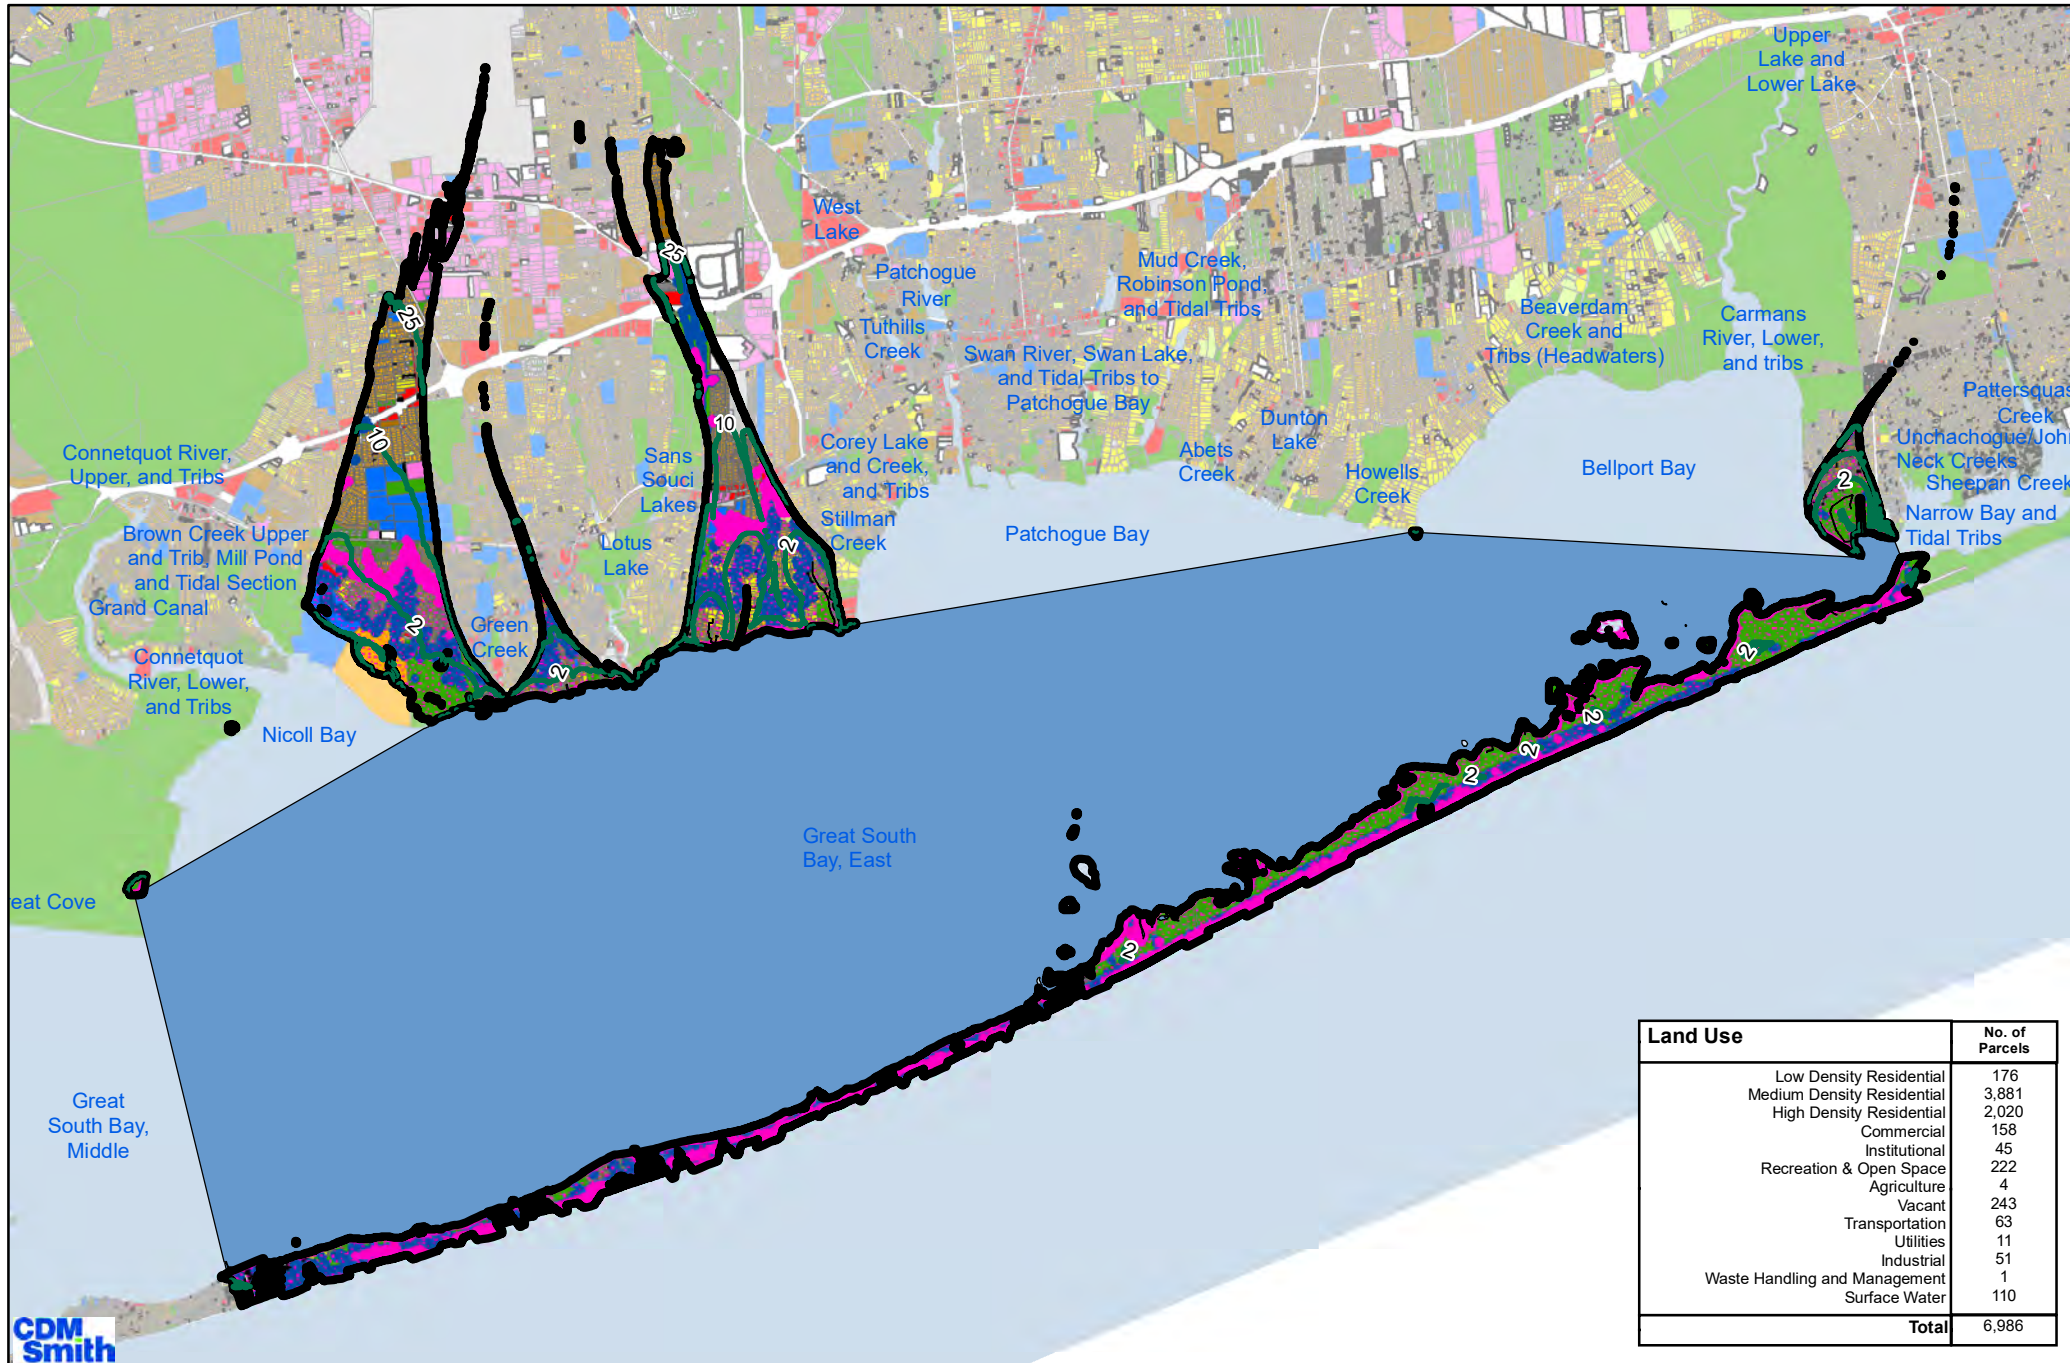 Upper
Lake and
Lower Lake
West
Lake
25
Patchogue
River
Mud Creek,
Robinson Pond,
and Tidal Tribs
Tuthills
Creek
Beaverdam
Creek and
Tribs (Headwaters)
Carmans
River, Lower,
and tribs
25
Swan River, Swan Lake,
and Tidal Tribs to
Patchogue Bay
Pattersquas
Creek
10
10
Dunton
Lake
Unchachogue/John
Neck Creeks
Sheepan Creek
Connetquot River,
Upper, and Tribs
Sans
Souci
Lakes
Corey Lake
and Creek,
and Tribs
Abets
Creek
Howells
Creek
Bellport Bay
2
Brown Creek Upper
and Trib, Mill Pond
and Tidal Section
Lotus
Lake
2
Stillman
Creek
Patchogue Bay
Narrow Bay and
Tidal Tribs
Grand Canal
2
Green
Creek
2
Connetquot
River, Lower,
and Tribs
Nicoll Bay
2
2
2
2
2
Great South
Bay, East
reat Cove
Great
South Bay,
Middle
Land Use No. of
Parcels
Low Density Residential 176
Medium Density Residential 3,881
High Density Residential 2,020
Commercial 158
Institutional 45
Recreation & Open Space 222
Agriculture 4
Vacant 243
Transportation 63
Utilities 11
Industrial 51
Waste Handling and Management 1
Surface Water 110
Total 6,986
CDM
Smith